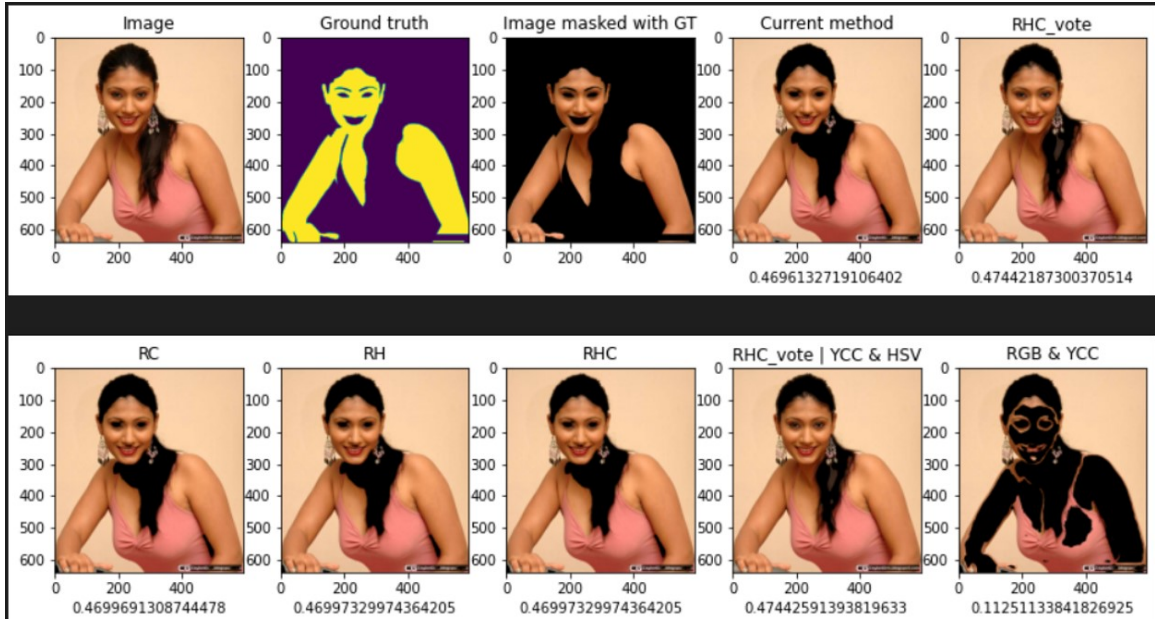 Image Ground truth Image masked with GT Current method RHC_vote
0 0 0 0 0
100 100 100 100 100
200 200 200 200 200
300 300 300 300 300
400 400 400 400 400
500 500 500 500 500
600 600 600 600 600
0 200 400 0 200 400 0 200 400 0 200 400 0 200 400
0.4696132719106402 0.47442187300370514
RC RH RHC RHC_vote | YCC & HSV RGB & YCC
0 0 0 0 0
100 100 100 100 100
200 200 200 200 200
300 300 300 300 300
400 400 400 400 400
500 500 500 500 500
600 600 600 600 600
0 200 400 0 200 400 0 200 400 0 200 400 0 200 400
0.46996913087444478 0.469973299743642​05 0.46997329974364205 0.47442591393819633 0.11251133841826925